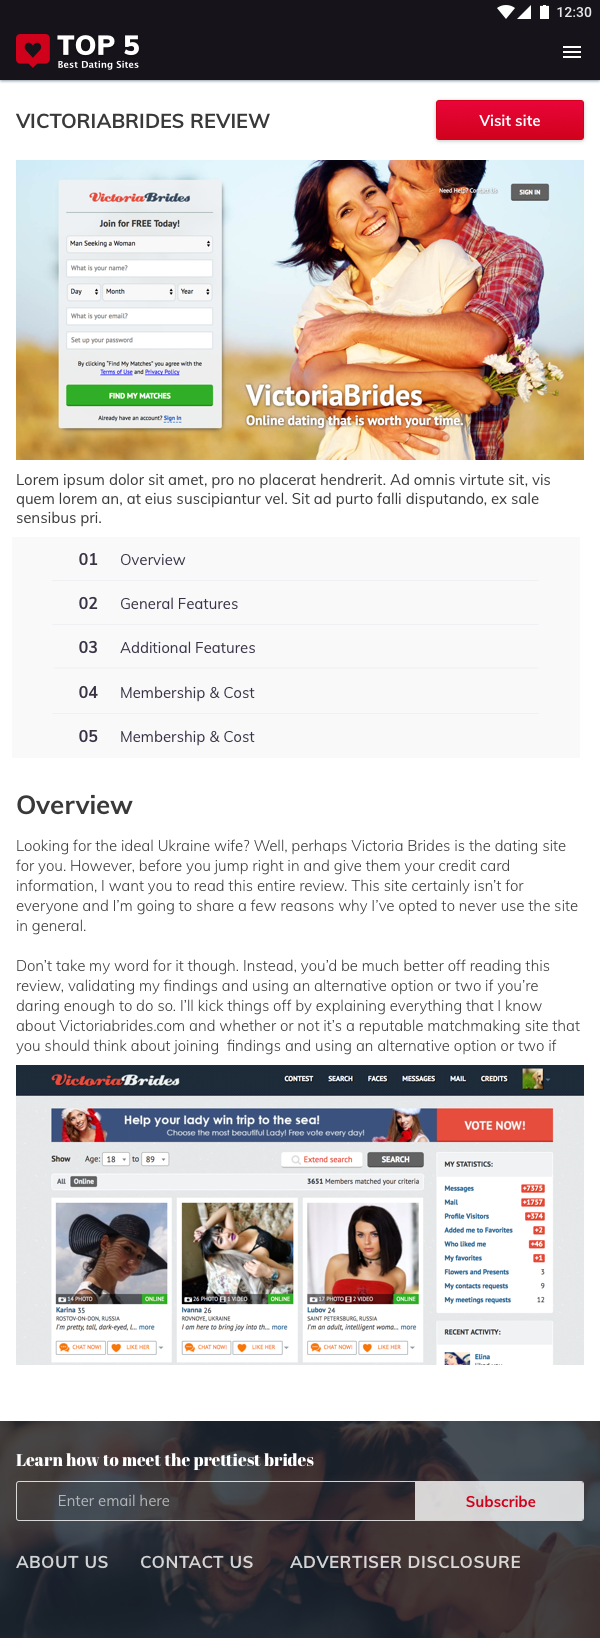 12:30
TOP 5
Best Dating Sites
VICTORIABRIDES REVIEW
Visit site
VictoriaBrides
Need Help? Contact Us
SIGN IN
Join for FREE Today!
Man Seeking a Woman
What is your name?
Day Month Year
What is your email?
Set up your password
By clicking "Find My Matches" you agree with the
Terms of Use and Privacy Policy
FIND MY MATCHES
Already have an account? Sign In
VictoriaBrides
Online dating that is worth your time.
Lorem ipsum dolor sit amet, pro no placerat hendrerit. Ad omnis virtute sit, vis
quem lorem an, at eius suscipiantur vel. Sit ad purto falli disputando, ex sale
sensibus pri.
01 Overview
02 General Features
03 Additional Features
04 Membership & Cost
05 Membership & Cost
Overview
Looking for the ideal Ukraine wife? Well, perhaps Victoria Brides is the dating site
for you. However, before you jump right in and give them your credit card
information, I want you to read this entire review. This site certainly isn't for
everyone and I'm going to share a few reasons why I've opted to never use the site
in general.
Don't take my word for it though. Instead, you'd be much better off reading this
review, validating my findings and using an alternative option or two if you're
daring enough to do so. I'll kick things off by explaining everything that I know
about Victoriabrides.com and whether or not it's a reputable matchmaking site that
you should think about joining  findings and using an alternative option or two if
VictoriaBrides
CONTEST SEARCH FACES MESSAGES MAIL CREDITS
Help your lady win trip to the sea!
Choose the most beautiful Lady! Free vote every day!
VOTE NOW!
Show Age: 18 to 89
Extend search
SEARCH
All Online
3651 Members matched your criteria
14 PHOTO ONLINE
26 PHOTO 1 VIDEO ONLINE
17 PHOTO 2 VIDEO ONLINE
Karina 35
Ivanna 26
Lubov 24
ROSTOV-ON-DON, RUSSIA
ROVNOYE, UKRAINE
SAINT PETERSBURG, RUSSIA
I'm pretty, tall, dark-eyed, l... more
I am here to bring joy into th... more
I'm an adult, intelligent woma... more
CHAT NOW! LIKE HER
CHAT NOW! LIKE HER
CHAT NOW! LIKE HER
MY STATISTICS:
Messages +7375
Mail +1757
Profile Visitors +574
Added me to Favorites +2
Who liked me +46
My favorites +1
Flowers and Presents 3
My contacts requests 9
My meetings requests 12
RECENT ACTIVITY:
Elina
Learn how to meet the prettiest brides
Enter email here
Subscribe
ABOUT US CONTACT US ADVERTISER DISCLOSURE